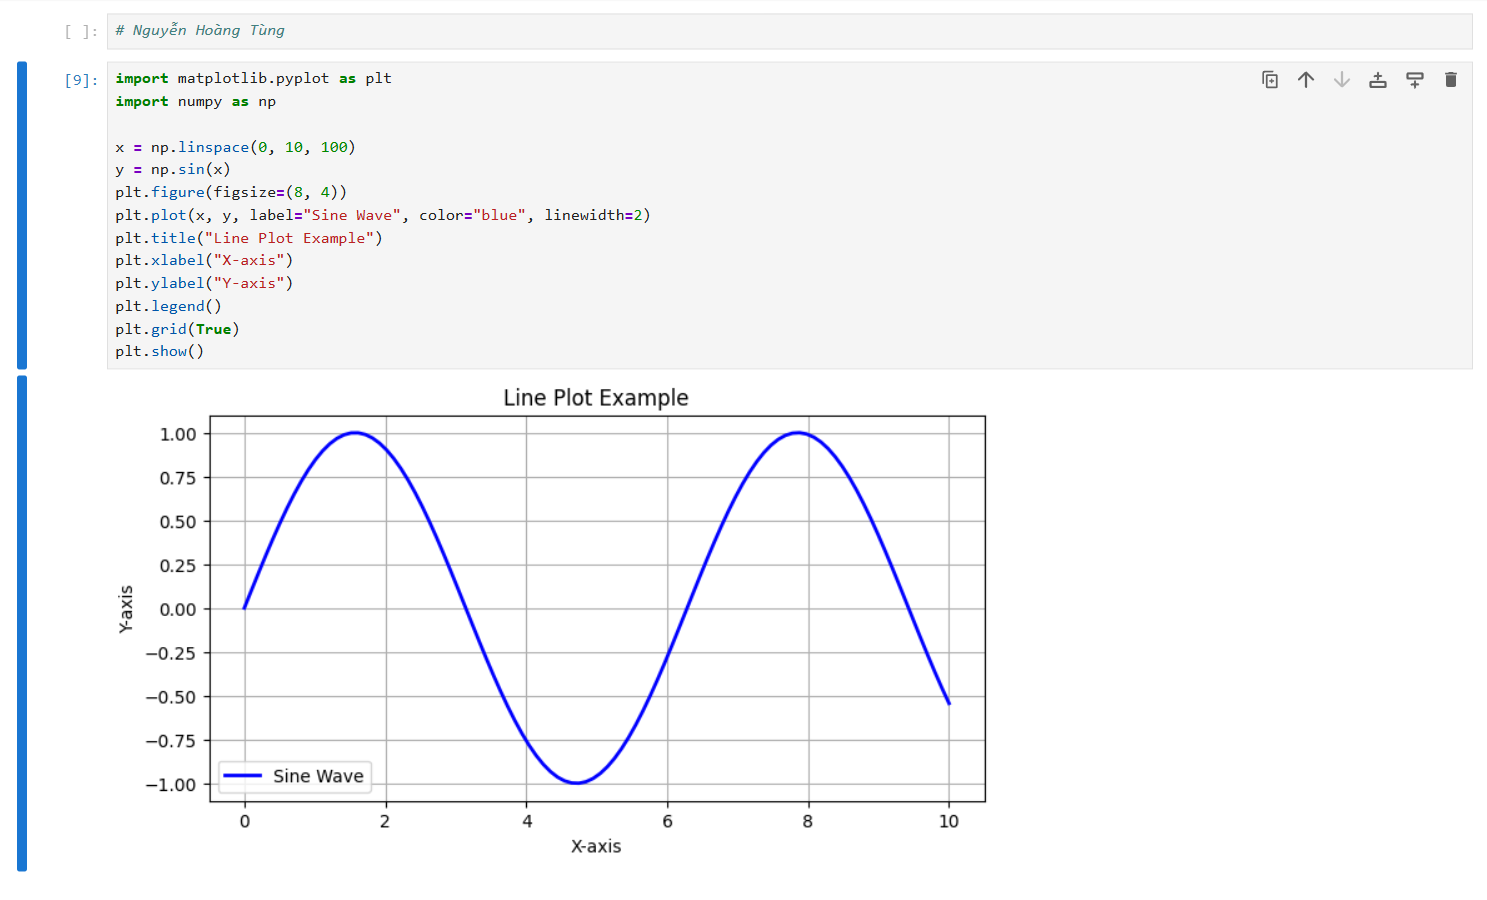 [ ]: # Nguyễn Hoàng Tùng
[9]: import matplotlib.pyplot as plt
import numpy as np
x = np.linspace(0, 10, 100)
y = np.sin(x)
plt.figure(figsize=(8, 4))
plt.plot(x, y, label="Sine Wave", color="blue", linewidth=2)
plt.title("Line Plot Example")
plt.xlabel("X-axis")
plt.ylabel("Y-axis")
plt.legend()
plt.grid(True)
plt.show()
Line Plot Example
1.00
0.75
0.50
0.25
0.00
−0.25
−0.50
−0.75
−1.00
Y-axis
Sine Wave
0 2 4 6 8 10
X-axis